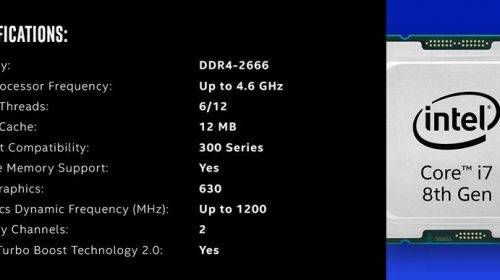 FICATIONS:
y: DDR4-2666
ocessor Frequency: Up to 4.6 GHz
Threads: 6/12
Cache: 12 MB
t Compatibility: 300 Series
e Memory Support: Yes
raphics: 630
cs Dynamic Frequency (MHz): Up to 1200
y Channels: 2
Turbo Boost Technology 2.0: Yes
intel
Core™ i7
8th Gen